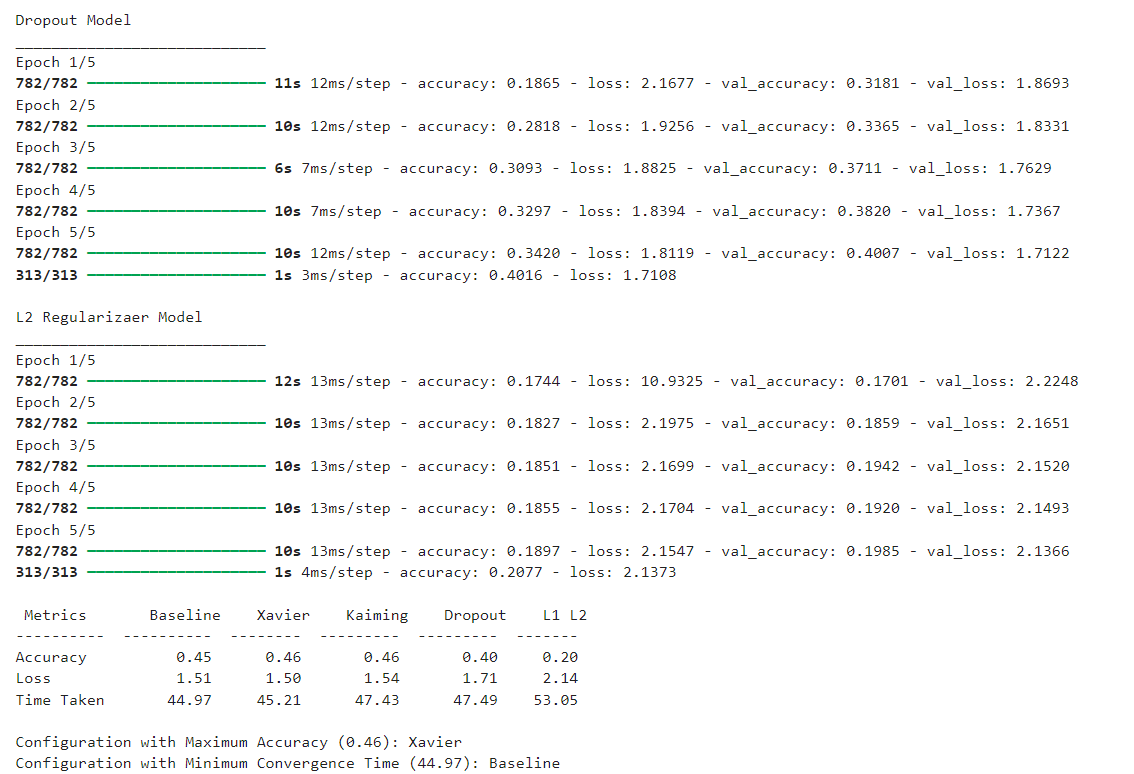 Dropout Model
____________________________
Epoch 1/5
782/782 ━━━━━━━━━━━━━━━━━━━━ 11s 12ms/step - accuracy: 0.1865 - loss: 2.1677 - val_accuracy: 0.3181 - val_loss: 1.8693
Epoch 2/5
782/782 ━━━━━━━━━━━━━━━━━━━━ 10s 12ms/step - accuracy: 0.2818 - loss: 1.9256 - val_accuracy: 0.3365 - val_loss: 1.8331
Epoch 3/5
782/782 ━━━━━━━━━━━━━━━━━━━━ 6s 7ms/step - accuracy: 0.3093 - loss: 1.8825 - val_accuracy: 0.3711 - val_loss: 1.7629
Epoch 4/5
782/782 ━━━━━━━━━━━━━━━━━━━━ 10s 7ms/step - accuracy: 0.3297 - loss: 1.8394 - val_accuracy: 0.3820 - val_loss: 1.7367
Epoch 5/5
782/782 ━━━━━━━━━━━━━━━━━━━━ 10s 12ms/step - accuracy: 0.3420 - loss: 1.8119 - val_accuracy: 0.4007 - val_loss: 1.7122
313/313 ━━━━━━━━━━━━━━━━━━━━ 1s 3ms/step - accuracy: 0.4016 - loss: 1.7108

L2 Regularizaer Model
____________________________
Epoch 1/5
782/782 ━━━━━━━━━━━━━━━━━━━━ 12s 13ms/step - accuracy: 0.1744 - loss: 10.9325 - val_accuracy: 0.1701 - val_loss: 2.2248
Epoch 2/5
782/782 ━━━━━━━━━━━━━━━━━━━━ 10s 13ms/step - accuracy: 0.1827 - loss: 2.1975 - val_accuracy: 0.1859 - val_loss: 2.1651
Epoch 3/5
782/782 ━━━━━━━━━━━━━━━━━━━━ 10s 13ms/step - accuracy: 0.1851 - loss: 2.1699 - val_accuracy: 0.1942 - val_loss: 2.1520
Epoch 4/5
782/782 ━━━━━━━━━━━━━━━━━━━━ 10s 13ms/step - accuracy: 0.1855 - loss: 2.1704 - val_accuracy: 0.1920 - val_loss: 2.1493
Epoch 5/5
782/782 ━━━━━━━━━━━━━━━━━━━━ 10s 13ms/step - accuracy: 0.1897 - loss: 2.1547 - val_accuracy: 0.1985 - val_loss: 2.1366
313/313 ━━━━━━━━━━━━━━━━━━━━ 1s 4ms/step - accuracy: 0.2077 - loss: 2.1373

 Metrics       Baseline    Xavier    Kaiming    Dropout    L1 L2
----------  ----------  --------  ---------  ---------  -------
Accuracy          0.45      0.46       0.46       0.40     0.20
Loss              1.51      1.50       1.54       1.71     2.14
Time Taken       44.97     45.21      47.43      47.49    53.05

Configuration with Maximum Accuracy (0.46): Xavier
Configuration with Minimum Convergence Time (44.97): Baseline